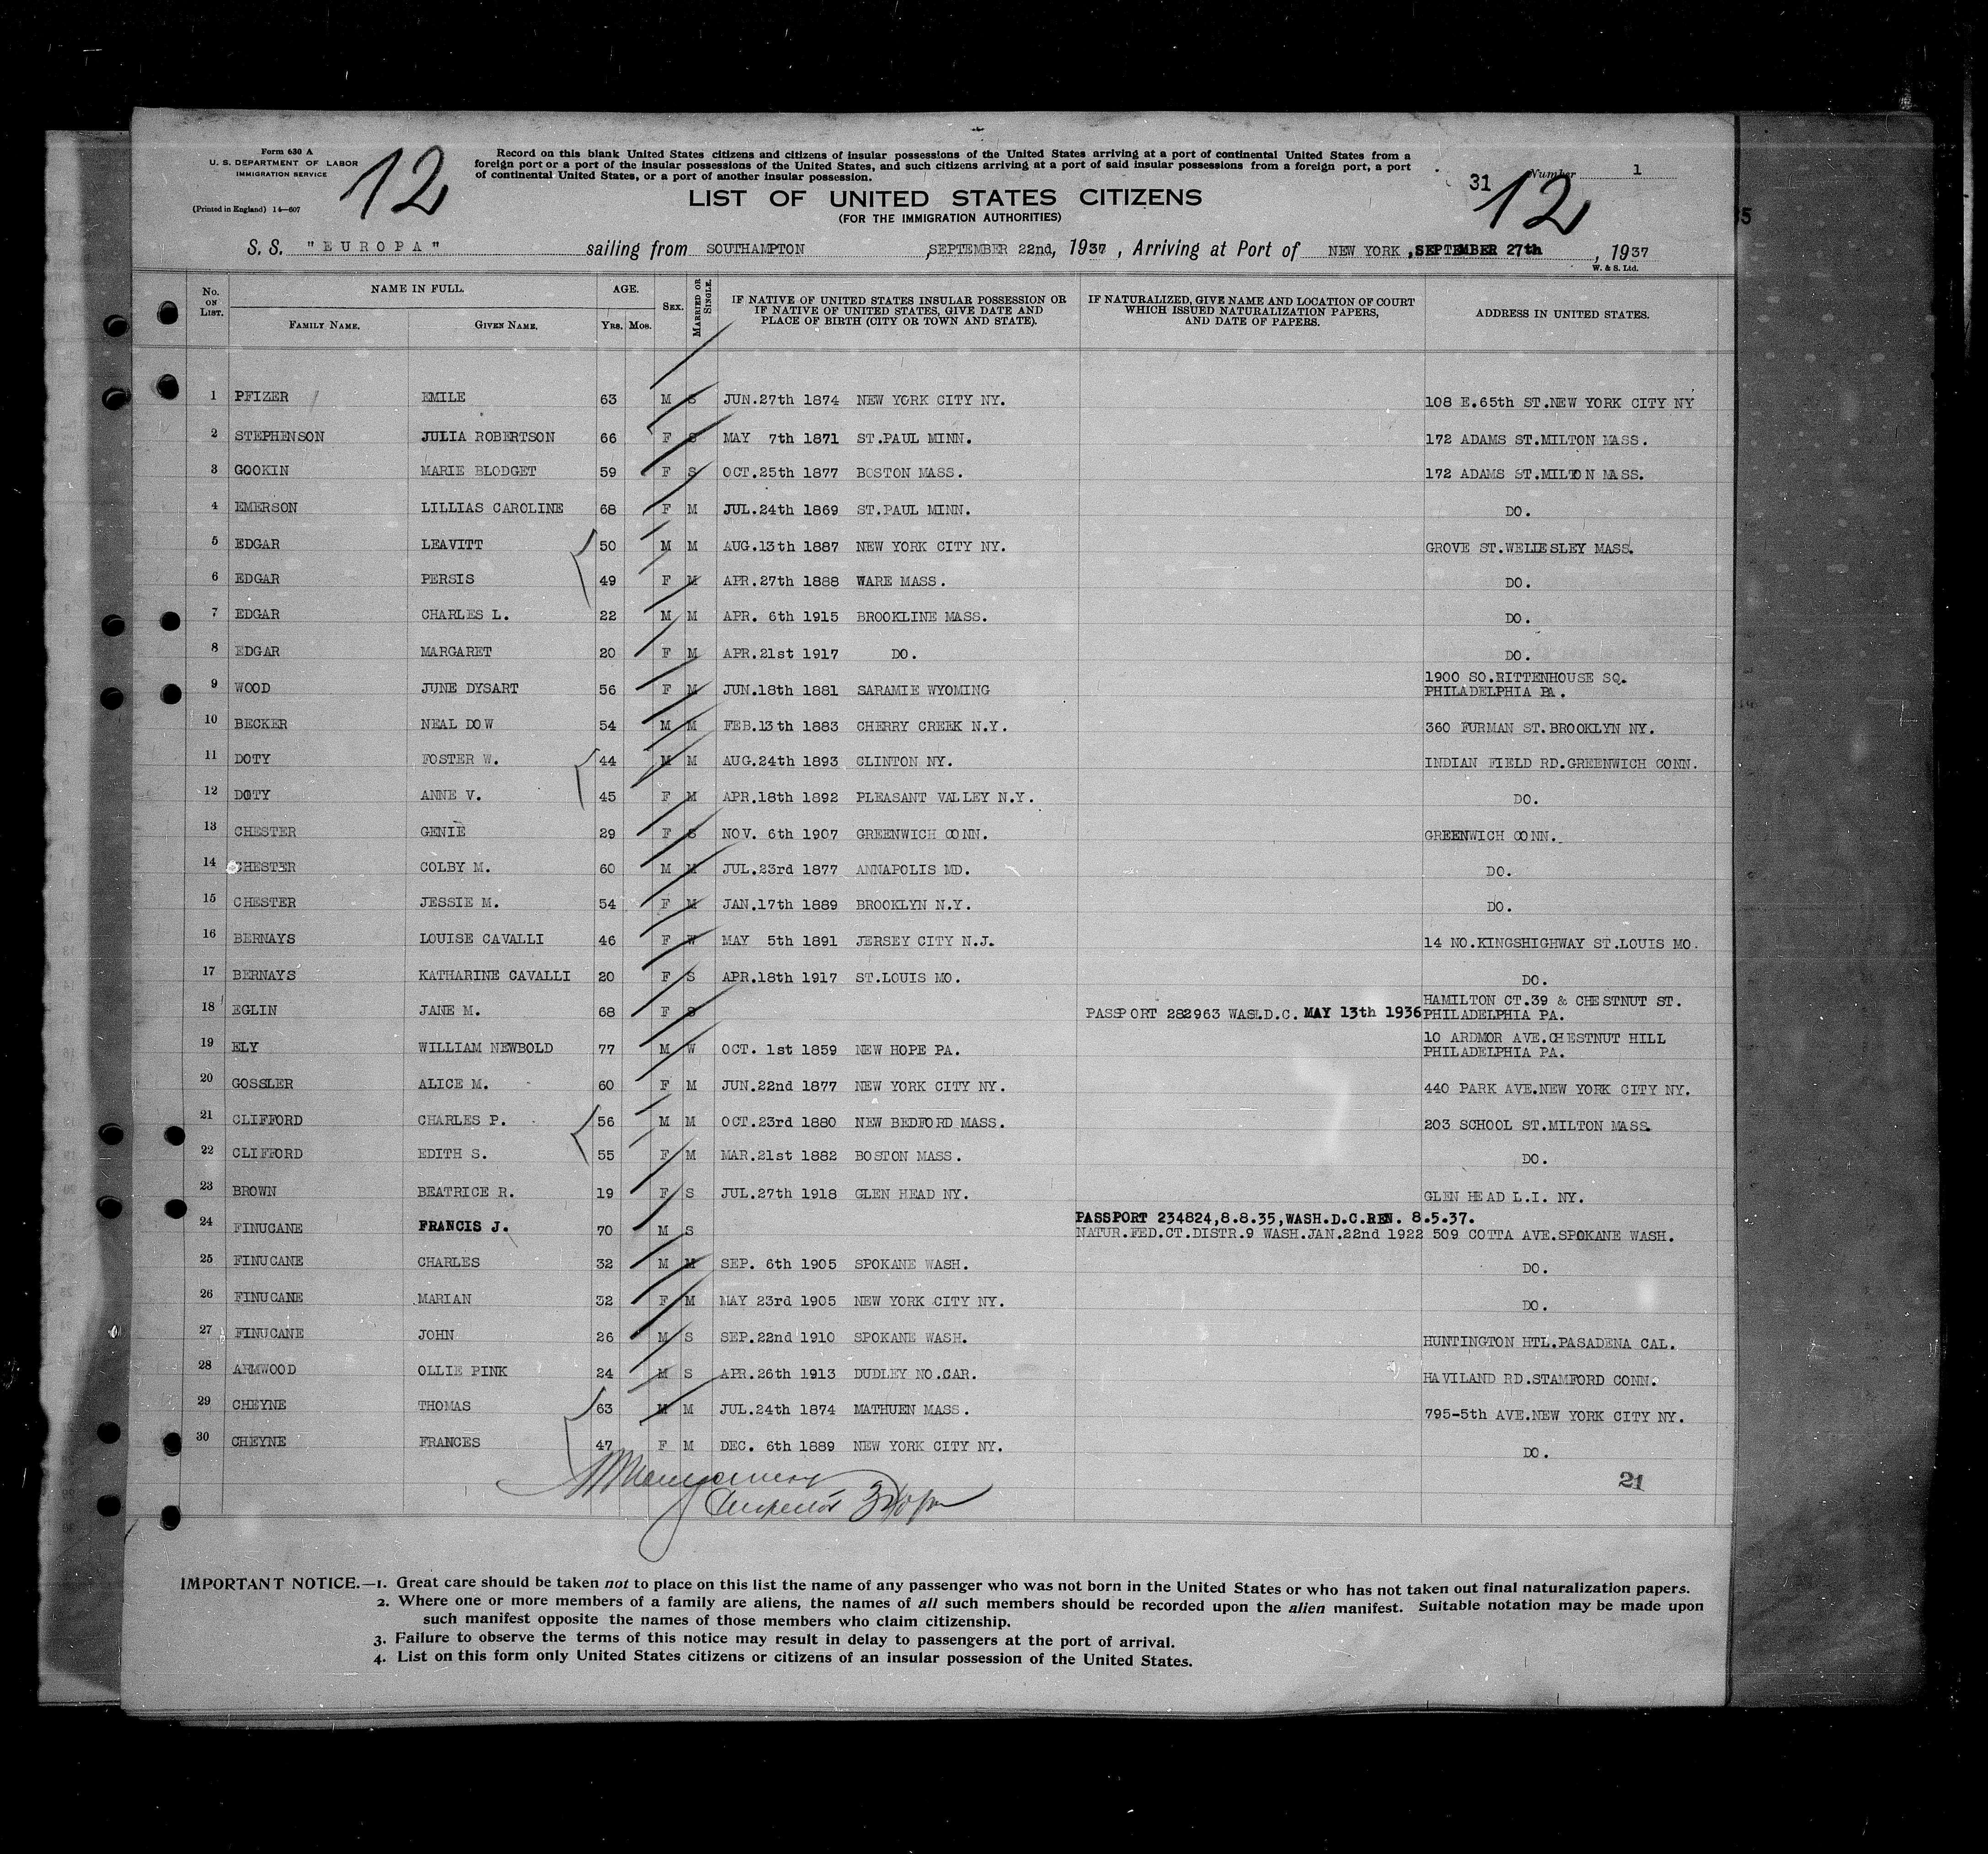 Form 630 A
U. S. DEPARTMENT OF LABOR
IMMIGRATION SERVICE
(Printed in England) 14—607
12
Record on this blank United States citizens and citizens of insular possessions of the United States arriving at a port of continental United States from a
foreign port or a port of the insular possessions of the United States, and such citizens arriving at a port of said insular possessions from a foreign port, a port
of continental United States, or a port of another insular possession.
LIST OF UNITED STATES CITIZENS
(FOR THE IMMIGRATION AUTHORITIES)
Number 1
31
12
S. S. "EUROPA" sailing from SOUTHAMPTON ,SEPTEMBER 22nd, 1937 , Arriving at Port of NEW YORK ,SEPTEMBER 27th , 1937
W. & S. Ltd.
No. ON LIST. NAME IN FULL. AGE. SEX. MARRIED OR SINGLE. IF NATIVE OF UNITED STATES INSULAR POSSESSION OR IF NATIVE OF UNITED STATES, GIVE DATE AND PLACE OF BIRTH (CITY OR TOWN AND STATE). IF NATURALIZED, GIVE NAME AND LOCATION OF COURT WHICH ISSUED NATURALIZATION PAPERS, AND DATE OF PAPERS. ADDRESS IN UNITED STATES.
FAMILY NAME. GIVEN NAME. YRS. MOS.
1 PFIZER EMILE 63 M S JUN.27th 1874 NEW YORK CITY NY. 108 E.65th ST.NEW YORK CITY NY
2 STEPHENSON JULIA ROBERTSON 66 F S MAY 7th 1871 ST.PAUL MINN. 172 ADAMS ST.MILTON MASS.
3 GOOKIN MARIE BLODGET 59 F S OCT.25th 1877 BOSTON MASS. 172 ADAMS ST.MILTON MASS.
4 EMERSON LILLIAS CAROLINE 68 F M JUL.24th 1869 ST.PAUL MINN. DO.
5 EDGAR LEAVITT 50 M M AUG.13th 1887 NEW YORK CITY NY. GROVE ST.WELLESLEY MASS.
6 EDGAR PERSIS 49 F M APR.27th 1888 WARE MASS. DO.
7 EDGAR CHARLES L. 22 M M APR. 6th 1915 BROOKLINE MASS. DO.
8 EDGAR MARGARET 20 F M APR.21st 1917 DO. DO.
9 WOOD JUNE DYSART 56 F M JUN.18th 1881 SARAMIE WYOMING 1900 SO.RITTENHOUSE SQ.
PHILADELPHIA PA.
10 BECKER NEAL DOW 54 M M FEB.13th 1883 CHERRY CREEK N.Y. 360 FURMAN ST.BROOKLYN NY.
11 DOTY FOSTER W. 44 M M AUG.24th 1893 CLINTON NY. INDIAN FIELD RD.GREENWICH CONN.
12 DOTY ANNE V. 45 F M APR.18th 1892 PLEASANT VALLEY N.Y. DO.
13 CHESTER GENIE 29 F S NOV. 6th 1907 GREENWICH CONN. GREENWICH CONN.
14 CHESTER COLBY M. 60 M M JUL.23rd 1877 ANNAPOLIS MD. DO.
15 CHESTER JESSIE M. 54 F M JAN.17th 1889 BROOKLYN N.Y. DO.
16 BERNAYS LOUISE CAVALLI 46 F W MAY 5th 1891 JERSEY CITY N.J. 14 NO.KINGSHIGHWAY ST.LOUIS MO.
17 BERNAYS KATHARINE CAVALLI 20 F S APR.18th 1917 ST.LOUIS MO. DO.
18 EGLIN JANE M. 68 F S PASSPORT 282963 WASH.D.C. MAY 13th 1936 HAMILTON CT.39 & CHESTNUT ST.
PHILADELPHIA PA.
19 ELY WILLIAM NEWBOLD 77 M W OCT. 1st 1859 NEW HOPE PA. 10 ARDMOR AVE.CHESTNUT HILL
PHILADELPHIA PA.
20 GOSSLER ALICE M. 60 F M JUN.22nd 1877 NEW YORK CITY NY. 440 PARK AVE.NEW YORK CITY NY.
21 CLIFFORD CHARLES P. 56 M M OCT.23rd 1880 NEW BEDFORD MASS. 203 SCHOOL ST.MILTON MASS.
22 CLIFFORD EDITH S. 55 F M MAR.21st 1882 BOSTON MASS. DO.
23 BROWN BEATRICE R. 19 F S JUL.27th 1918 GLEN HEAD NY. GLEN HEAD L.I. NY.
PASSPORT 234824,8.8.35,WASH.D.C.REN. 8.5.37.
24 FINUCANE FRANCIS J. 70 M S NATUR.FED.CT.DISTR.9 WASH.JAN.22nd 1922 509 COTTA AVE.SPOKANE WASH.
25 FINUCANE CHARLES 32 M M SEP. 6th 1905 SPOKANE WASH. DO.
26 FINUCANE MARIAN 32 F M MAY 23rd 1905 NEW YORK CITY NY. DO.
27 FINUCANE JOHN 26 M S SEP.22nd 1910 SPOKANE WASH. HUNTINGTON HTL.PASADENA CAL.
28 ARMWOOD OLLIE PINK 24 M S APR.26th 1913 DUDLEY NO.CAR. HAVILAND RD.STAMFORD CONN.
29 CHEYNE THOMAS 63 M M JUL.24th 1874 MATHUEN MASS. 795-5th AVE.NEW YORK CITY NY.
30 CHEYNE FRANCES 47 F M DEC. 6th 1889 NEW YORK CITY NY. DO.
21
Inspector
IMPORTANT NOTICE.—1. Great care should be taken not to place on this list the name of any passenger who was not born in the United States or who has not taken out final naturalization papers.
2. Where one or more members of a family are aliens, the names of all such members should be recorded upon the alien manifest. Suitable notation may be made upon
such manifest opposite the names of those members who claim citizenship.
3. Failure to observe the terms of this notice may result in delay to passengers at the port of arrival.
4. List on this form only United States citizens or citizens of an insular possession of the United States.